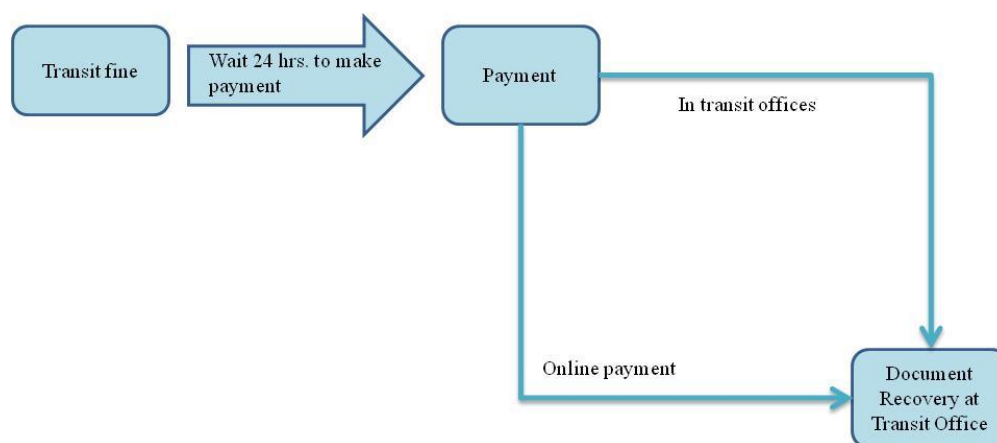 Transit fine
Wait 24 hrs. to make
payment
Payment
In transit offices
Online payment
Document
Recovery at
Transit Office